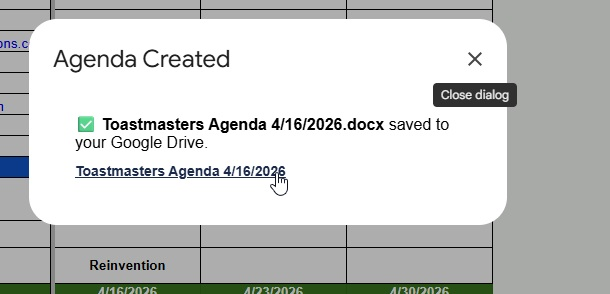 ons.c
Agenda Created
Close dialog
✅ Toastmasters Agenda 4/16/2026.docx saved to
your Google Drive.
Toastmasters Agenda 4/16/2026
Reinvention
4/16/2026 4/23/2026 4/30/2026